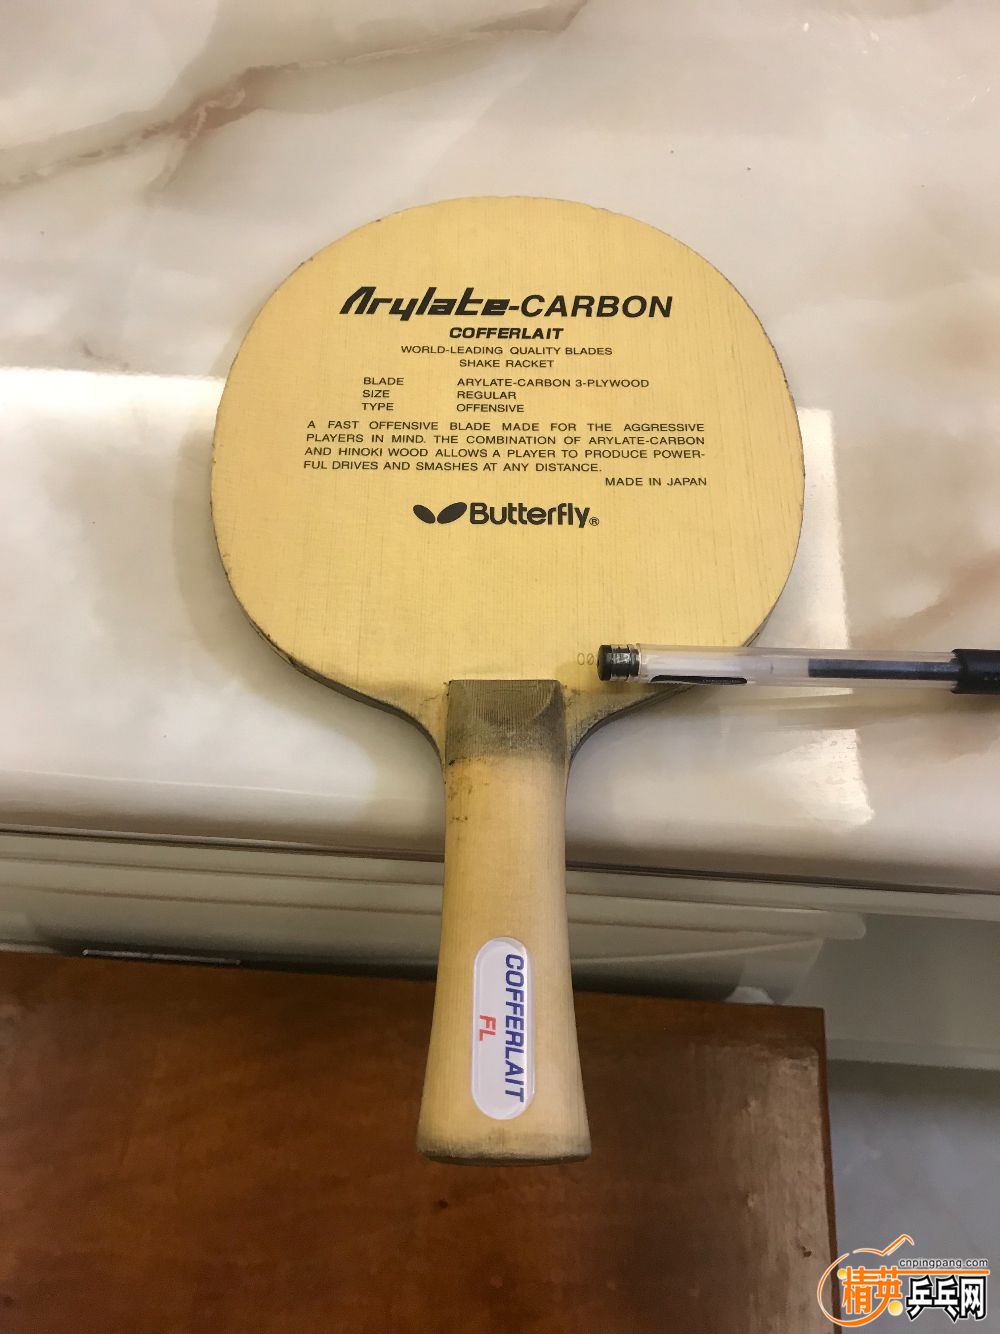 Arylate-CARBON
COFFERLAIT
WORLD-LEADING QUALITY BLADES
SHAKE RACKET
BLADE ARYLATE-CARBON 3-PLYWOOD
SIZE REGULAR
TYPE OFFENSIVE
A FAST OFFENSIVE BLADE MADE FOR THE AGGRESSIVE
PLAYERS IN MIND. THE COMBINATION OF ARYLATE-CARBON
AND HINOKI WOOD ALLOWS A PLAYER TO PRODUCE POWER-
FUL DRIVES AND SMASHES AT ANY DISTANCE.
MADE IN JAPAN
Butterfly®
COFFERLAIT
FL
cnpingpang.com
精英乒乓网